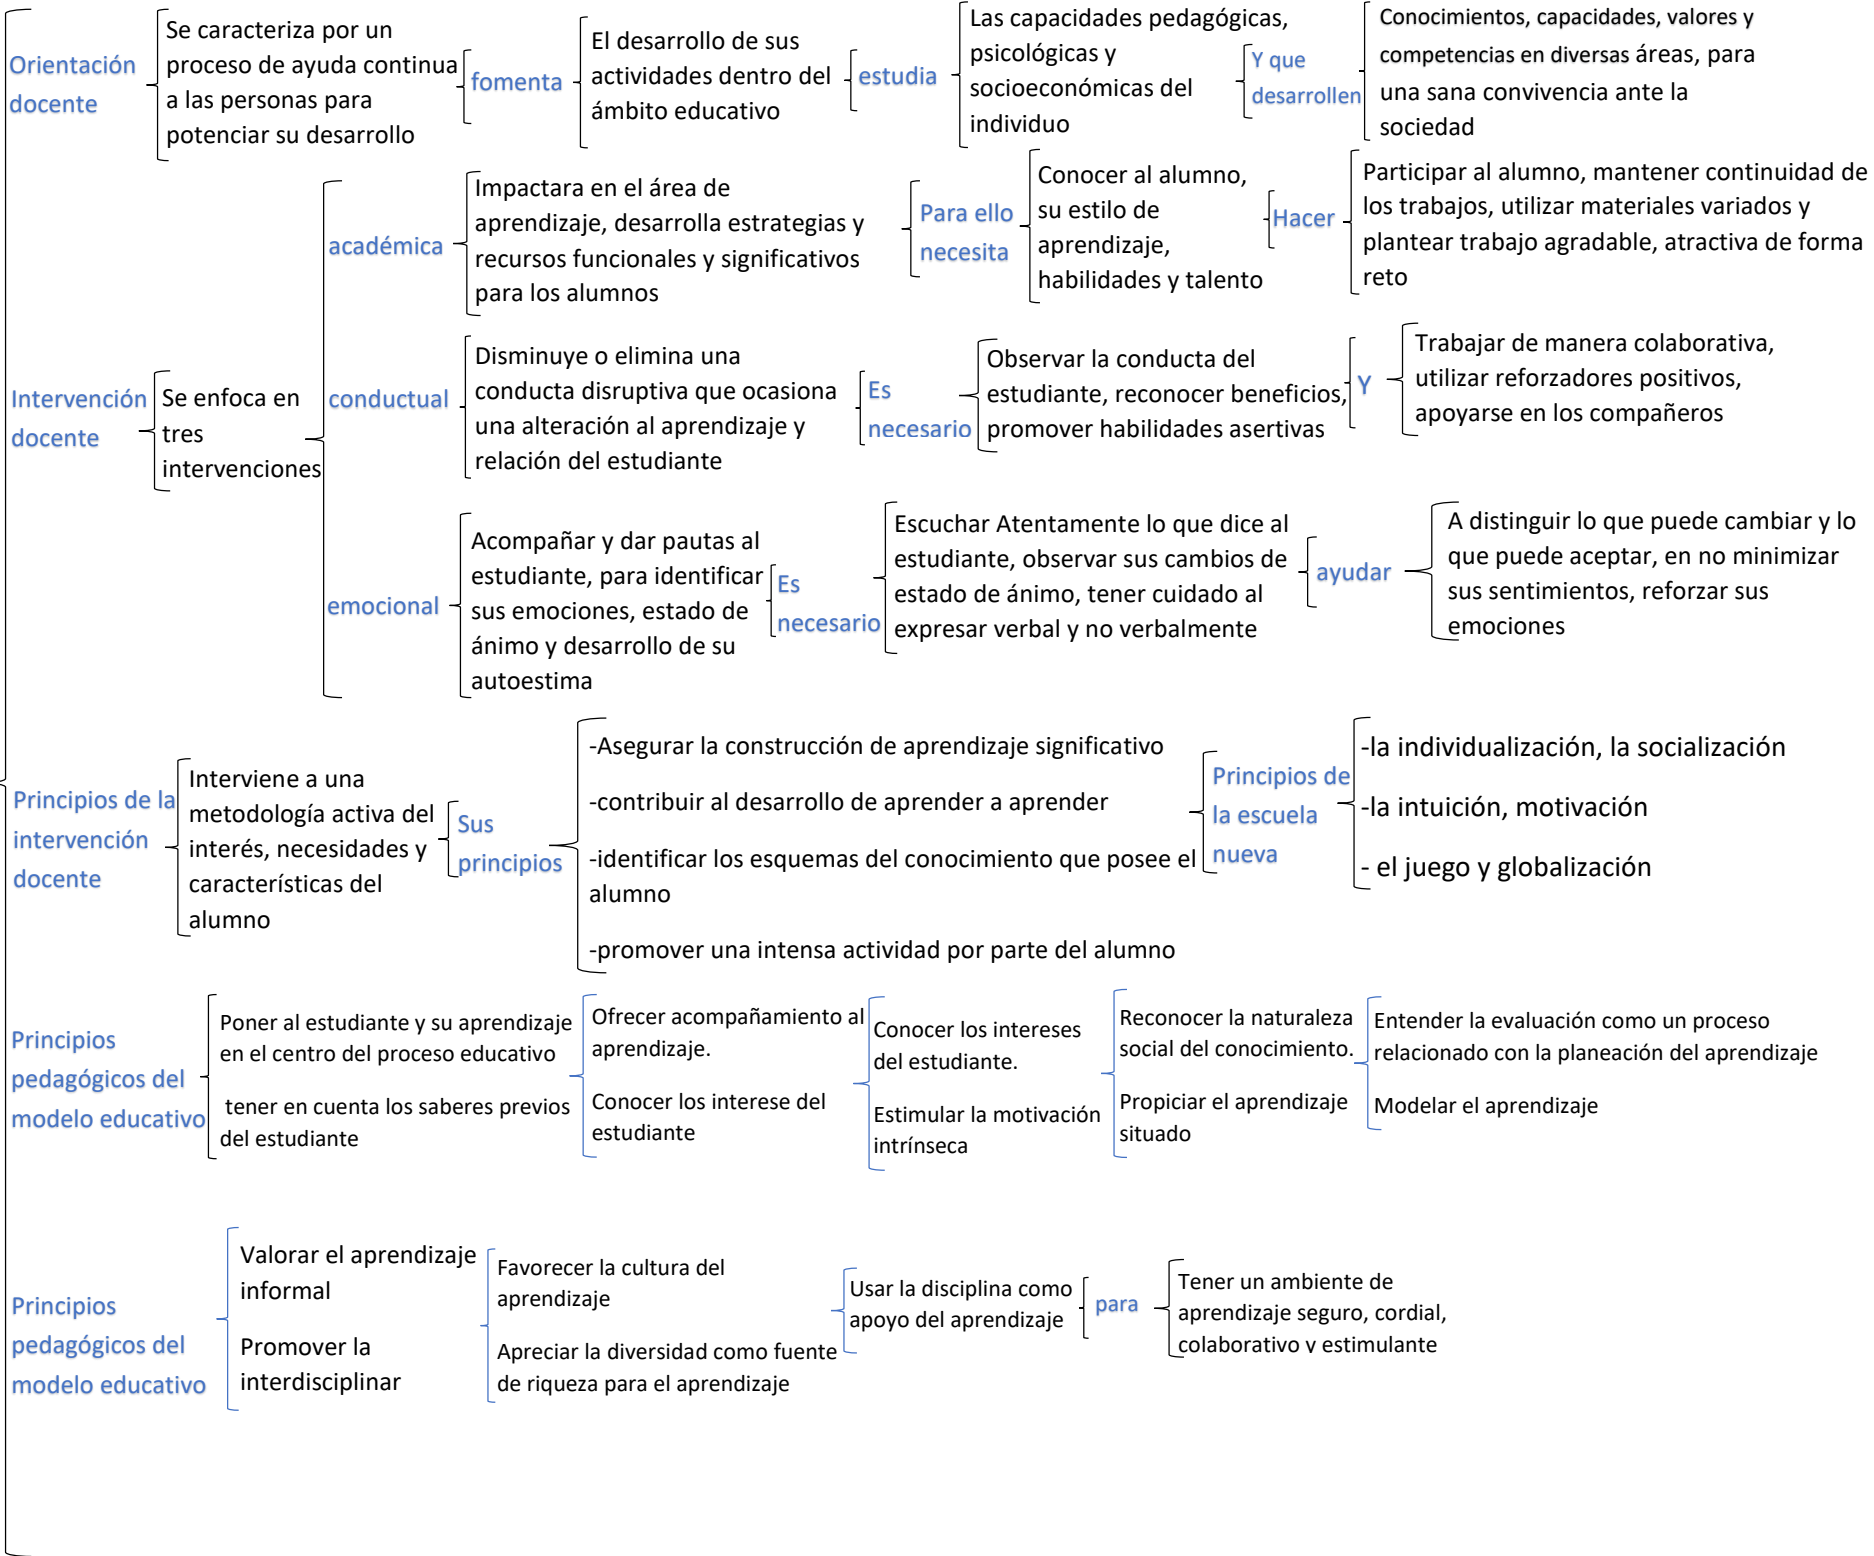 Orientación
docente
Se caracteriza por un
proceso de ayuda continua
a las personas para
potenciar su desarrollo
fomenta
El desarrollo de sus
actividades dentro del
ámbito educativo
estudia
Las capacidades pedagógicas,
psicológicas y
socioeconómicas del
individuo
Y que
desarrollen
Conocimientos, capacidades, valores y
competencias en diversas áreas, para
una sana convivencia ante la
sociedad
Intervención
docente
Se enfoca en
tres
intervenciones
académica
Impactara en el área de
aprendizaje, desarrolla estrategias y
recursos funcionales y significativos
para los alumnos
Para ello
necesita
Conocer al alumno,
su estilo de
aprendizaje,
habilidades y talento
Hacer
Participar al alumno, mantener continuidad de
los trabajos, utilizar materiales variados y
plantear trabajo agradable, atractiva de forma
reto
conductual
Disminuye o elimina una
conducta disruptiva que ocasiona
una alteración al aprendizaje y
relación del estudiante
Es
necesario
Observar la conducta del
estudiante, reconocer beneficios,
promover habilidades asertivas
Y
Trabajar de manera colaborativa,
utilizar reforzadores positivos,
apoyarse en los compañeros
emocional
Acompañar y dar pautas al
estudiante, para identificar
sus emociones, estado de
ánimo y desarrollo de su
autoestima
Es
necesario
Escuchar Atentamente lo que dice al
estudiante, observar sus cambios de
estado de ánimo, tener cuidado al
expresar verbal y no verbalmente
ayudar
A distinguir lo que puede cambiar y lo
que puede aceptar, en no minimizar
sus sentimientos, reforzar sus
emociones
Principios de la
intervención
docente
Interviene a una
metodología activa del
interés, necesidades y
características del
alumno
Sus
principios
-Asegurar la construcción de aprendizaje significativo
-contribuir al desarrollo de aprender a aprender
-identificar los esquemas del conocimiento que posee el
alumno
-promover una intensa actividad por parte del alumno
Principios de
la escuela
nueva
-la individualización, la socialización
-la intuición, motivación
- el juego y globalización
Principios
pedagógicos del
modelo educativo
Poner al estudiante y su aprendizaje
en el centro del proceso educativo
tener en cuenta los saberes previos
del estudiante
Ofrecer acompañamiento al
aprendizaje.
Conocer los interese del
estudiante
Conocer los intereses
del estudiante.
Estimular la motivación
intrínseca
Reconocer la naturaleza
social del conocimiento.
Propiciar el aprendizaje
situado
Entender la evaluación como un proceso
relacionado con la planeación del aprendizaje
Modelar el aprendizaje
Principios
pedagógicos del
modelo educativo
Valorar el aprendizaje
informal
Promover la
interdisciplinar
Favorecer la cultura del
aprendizaje
Apreciar la diversidad como fuente
de riqueza para el aprendizaje
Usar la disciplina como
apoyo del aprendizaje
para
Tener un ambiente de
aprendizaje seguro, cordial,
colaborativo y estimulante